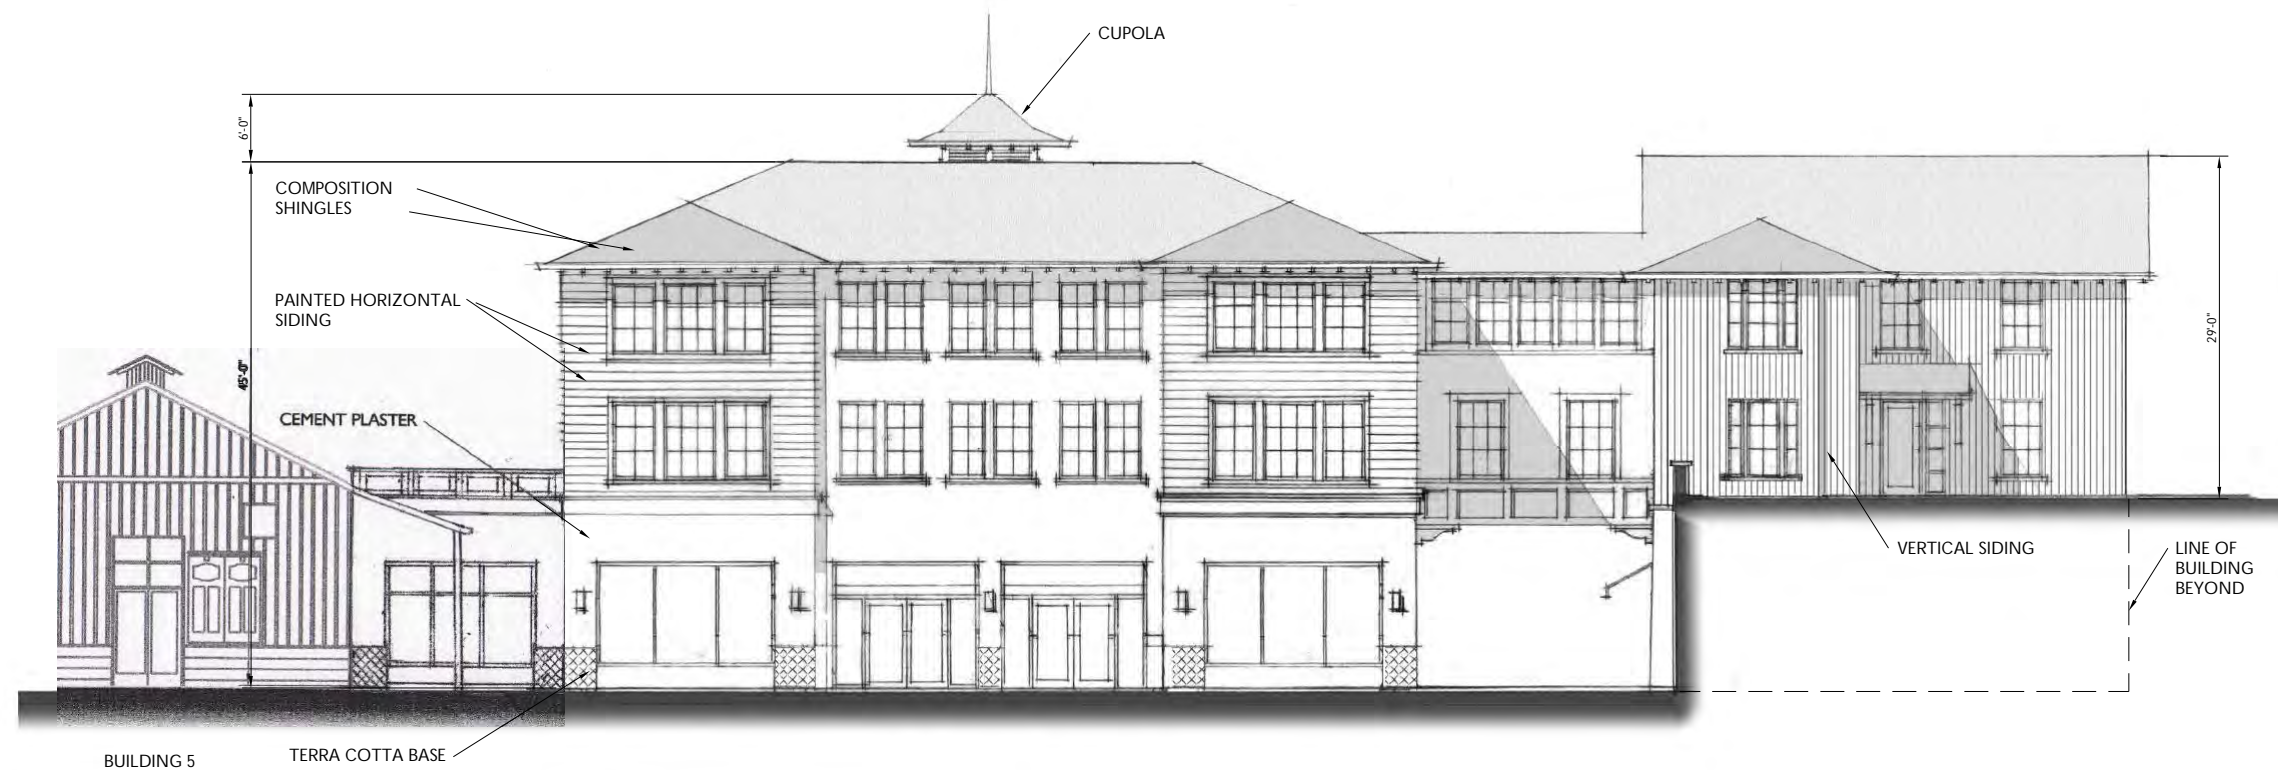 CUPOLA
6'-0"
COMPOSITION
SHINGLES
PAINTED HORIZONTAL
SIDING
29'-0"
45'-0"
CEMENT PLASTER
VERTICAL SIDING
LINE OF
BUILDING
BEYOND
TERRA COTTA BASE
BUILDING 5